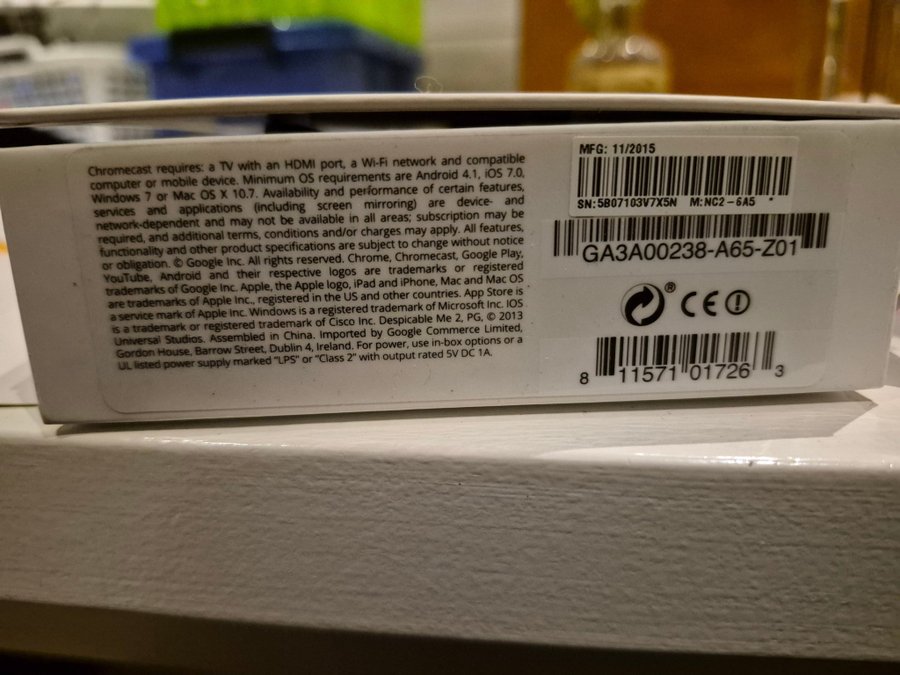 Chromecast requires: a TV with an HDMI port, a Wi-Fi network and compatible
computer or mobile device. Minimum OS requirements are Android 4.1, iOS 7.0,
Windows 7 or Mac OS X 10.7. Availability and performance of certain features,
services and applications (including screen mirroring) are device- and
network-dependent and may not be available in all areas; subscription may be
required, and additional terms, conditions and/or charges may apply. All features,
functionality and other product specifications are subject to change without notice
or obligation. © Google Inc. All rights reserved. Chrome, Chromecast, Google Play,
YouTube, Android and their respective logos are trademarks or registered
trademarks of Google Inc. Apple, the Apple logo, iPad and iPhone, Mac and Mac OS
are trademarks of Apple Inc., registered in the US and other countries. App Store is
a service mark of Apple Inc. Windows is a registered trademark of Microsoft Inc. IOS
is a trademark or registered trademark of Cisco Inc. Despicable Me 2, PG, © 2013
Universal Studios. Assembled in China. Imported by Google Commerce Limited,
Gordon House, Barrow Street, Dublin 4, Ireland. For power, use in-box options or a
UL listed power supply marked “LPS” or “Class 2” with output rated 5V DC 1A.
MFG: 11/2015
SN:5B07103V7X5N M:NC2-6A5
GA3A00238-A65-Z01
® CE
8 11571 01726 3